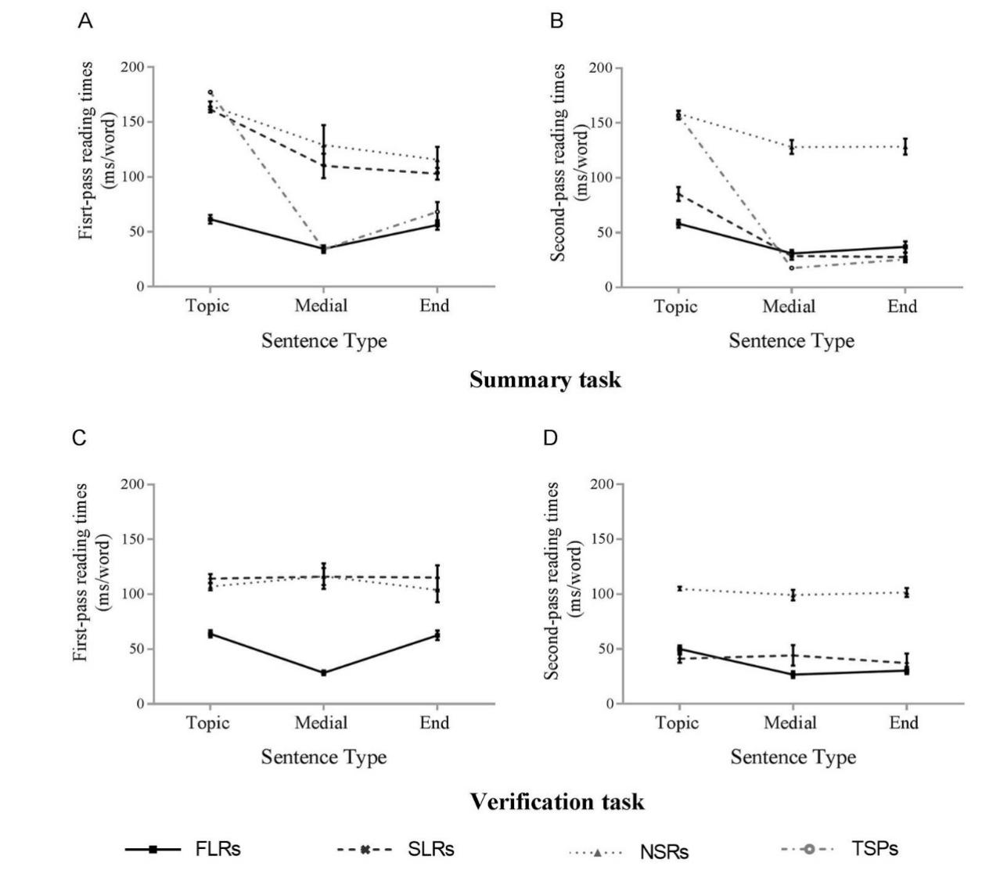 A
B
Fisrt-pass reading times
(ms/word)
200
150
100
50
0
Topic
Medial
End
Sentence Type
Second-pass reading times
(ms/word)
200
150
100
50
0
Topic
Medial
End
Sentence Type
Summary task
C
D
First-pass reading times
(ms/word)
200
150
100
50
0
Topic
Medial
End
Sentence Type
Second-pass reading times
(ms/word)
200
150
100
50
0
Topic
Medial
End
Sentence Type
Verification task
FLRs
SLRs
NSRs
TSPs